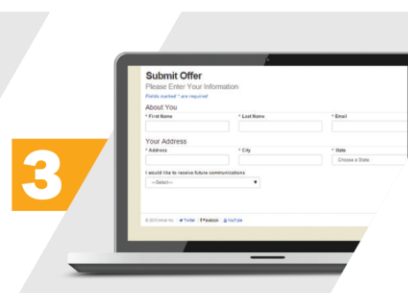 3
Submit Offer
Please Enter Your Information
Fields marked * are required
About You
* First Name * Last Name * Email
Your Address
* Address * City * State
Choose a State
I would like to receive future communications
--Select--
Twitter Facebook YouTube